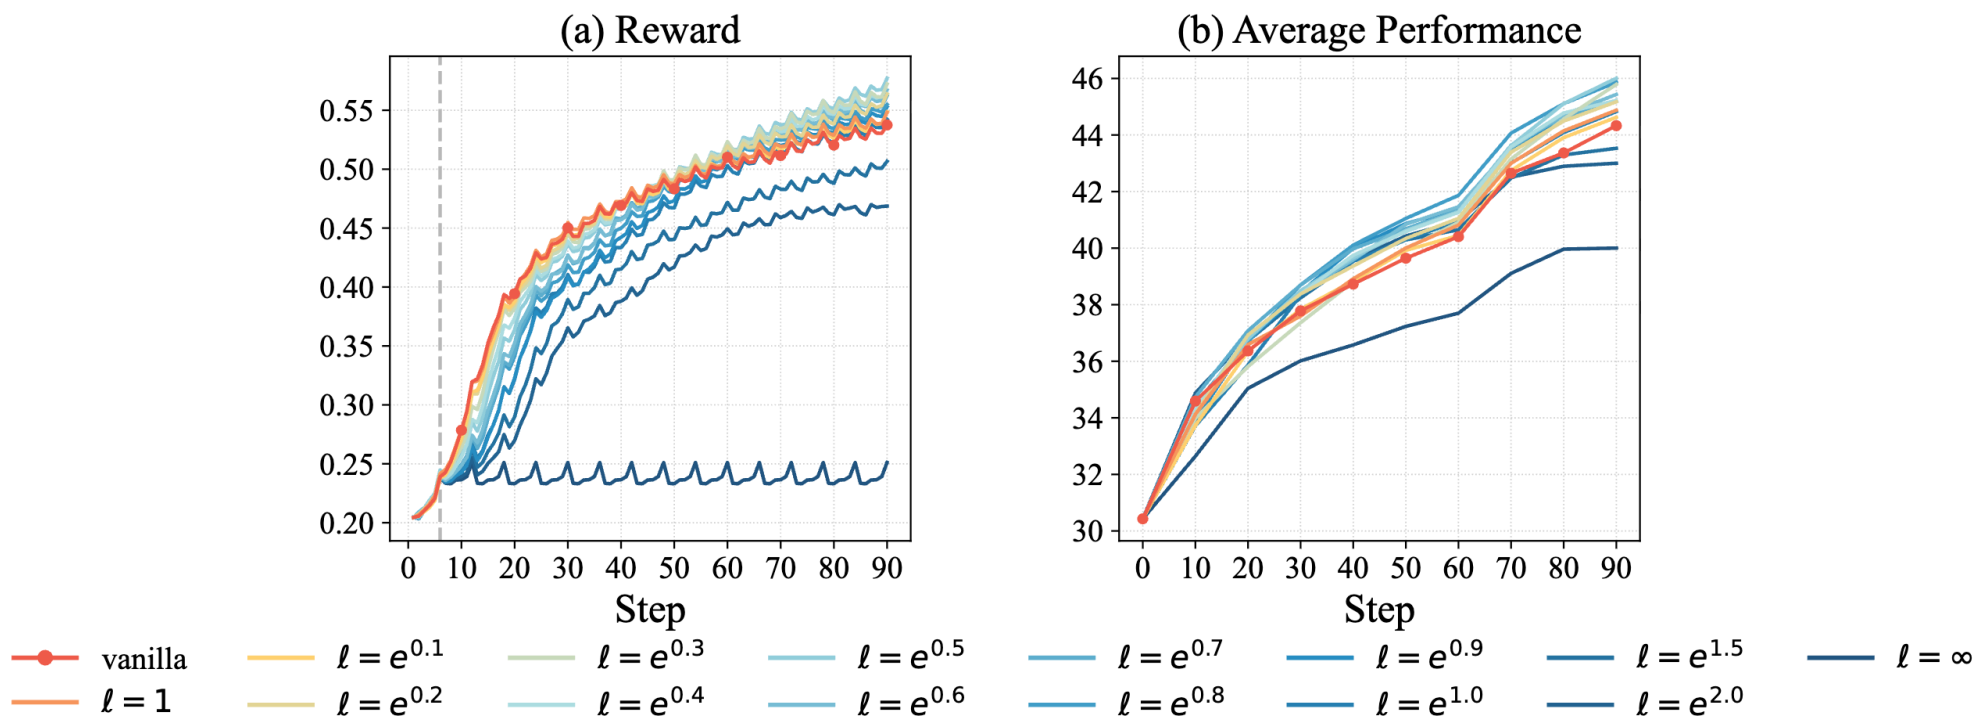 (a) Reward
0.55
0.50
0.45
0.40
0.35
0.30
0.25
0.20
0 10 20 30 40 50 60 70 80 90
Step
(b) Average Performance
46
44
42
40
38
36
34
32
30
0 10 20 30 40 50 60 70 80 90
Step
vanilla ℓ = e^0.1 ℓ = e^0.3 ℓ = e^0.5 ℓ = e^0.7 ℓ = e^0.9 ℓ = e^1.5 ℓ = ∞
ℓ = 1 ℓ = e^0.2 ℓ = e^0.4 ℓ = e^0.6 ℓ = e^0.8 ℓ = e^1.0 ℓ = e^2.0